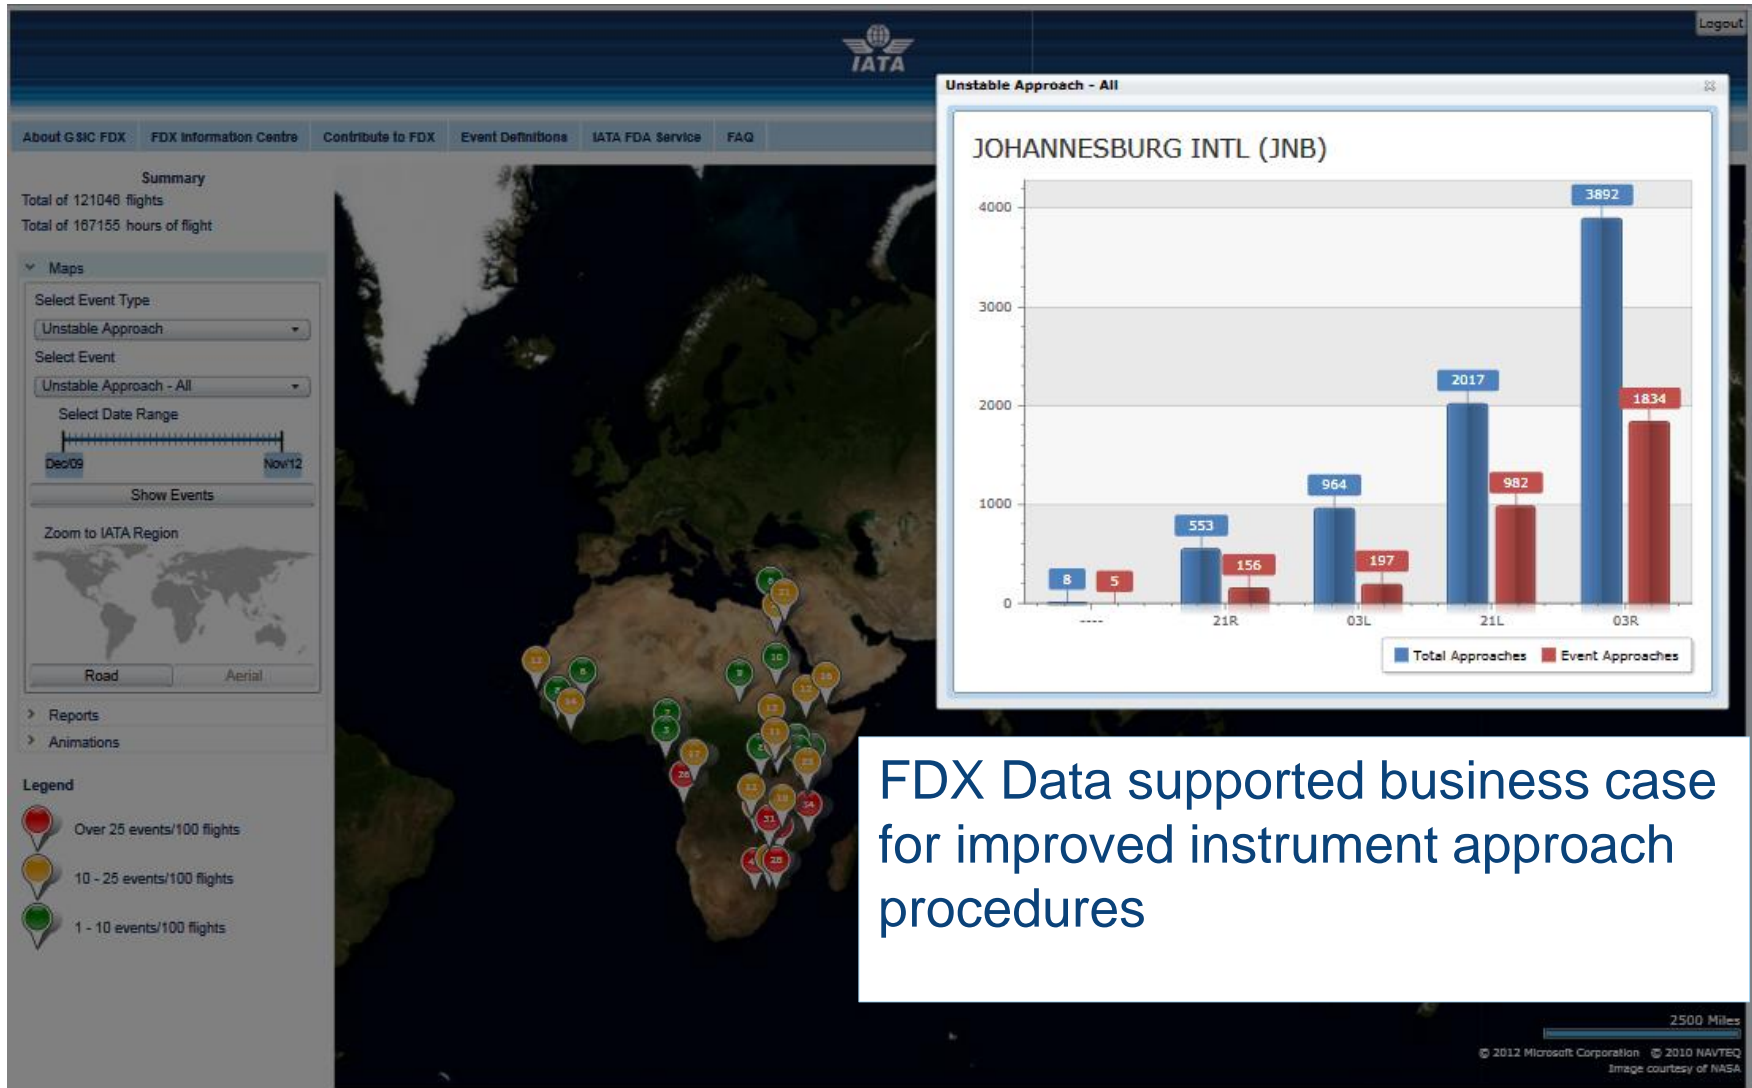 Logout
IATA
About GSIC FDX FDX Information Centre Contribute to FDX Event Definitions IATA FDA Service FAQ
Summary
Total of 121046 flights
Total of 167155 hours of flight
Maps
Select Event Type
Unstable Approach
Select Event
Unstable Approach - All
Select Date Range
Dec/09 Nov/12
Show Events
Zoom to IATA Region
Road Aerial
Reports
Animations
Legend
Over 25 events/100 flights
10 - 25 events/100 flights
1 - 10 events/100 flights
Unstable Approach - All
JOHANNESBURG INTL (JNB)
4000
3000
2000
1000
0
8 5
553 156
964 197
2017 982
3892 1834
---- 21R 03L 21L 03R
Total Approaches Event Approaches
12
10
17
11
31
28
FDX Data supported business case
for improved instrument approach
procedures
2500 Miles
© 2012 Microsoft Corporation © 2010 NAVTEQ
Image courtesy of NASA